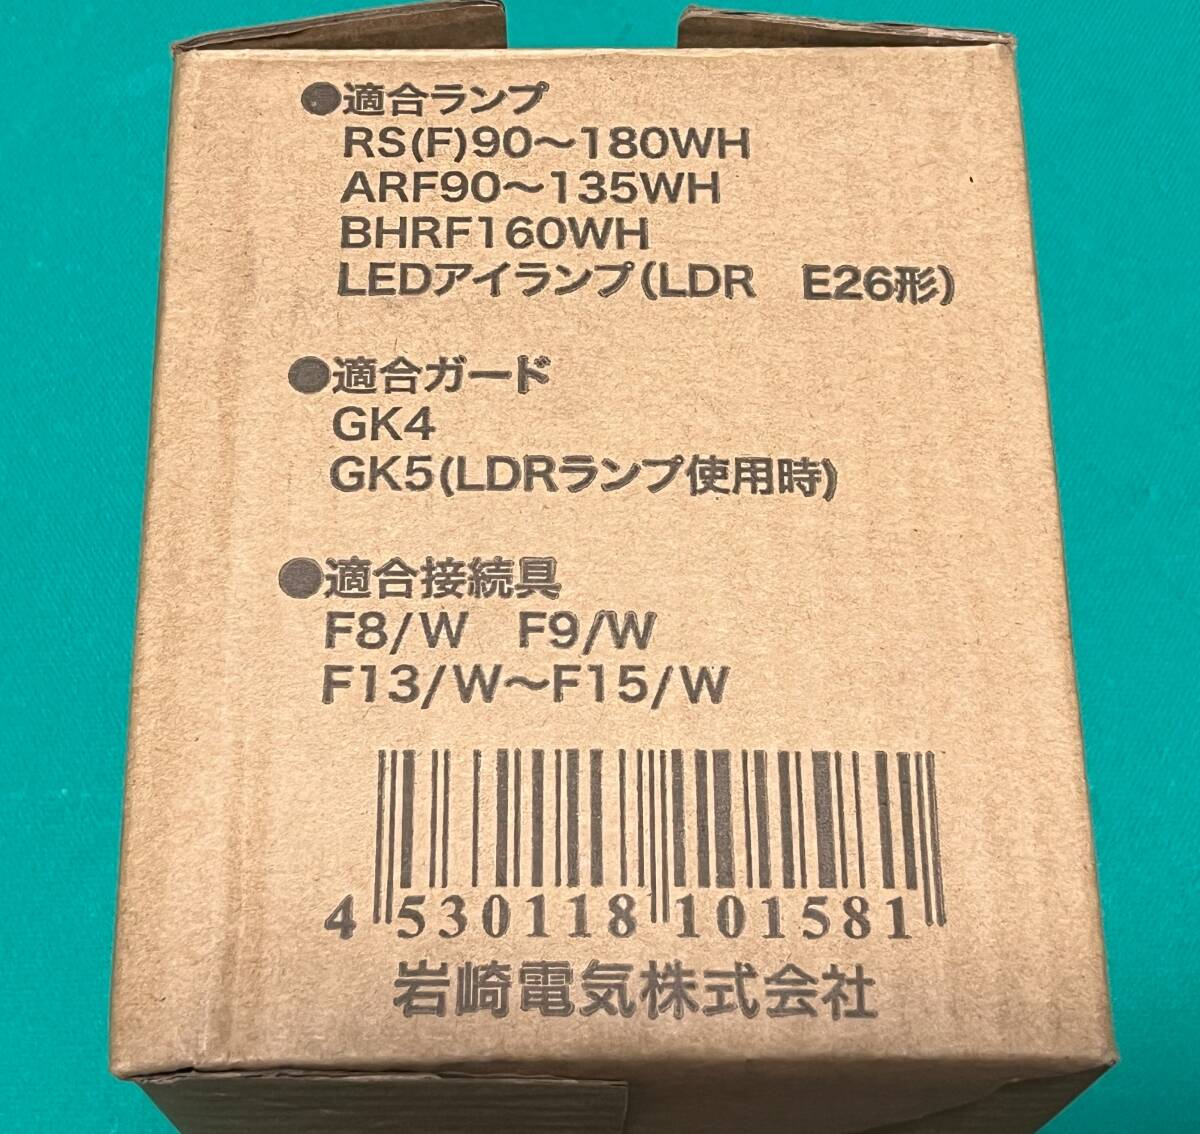 ●適合ランプ
RS(F)90〜180WH
ARF90〜135WH
BHRF160WH
LEDアイランプ(LDR　E26形)
●適合ガード
GK4
GK5(LDRランプ使用時)
●適合接続具
F8/W　F9/W
F13/W〜F15/W
4 530118 101581
岩崎電気株式会社